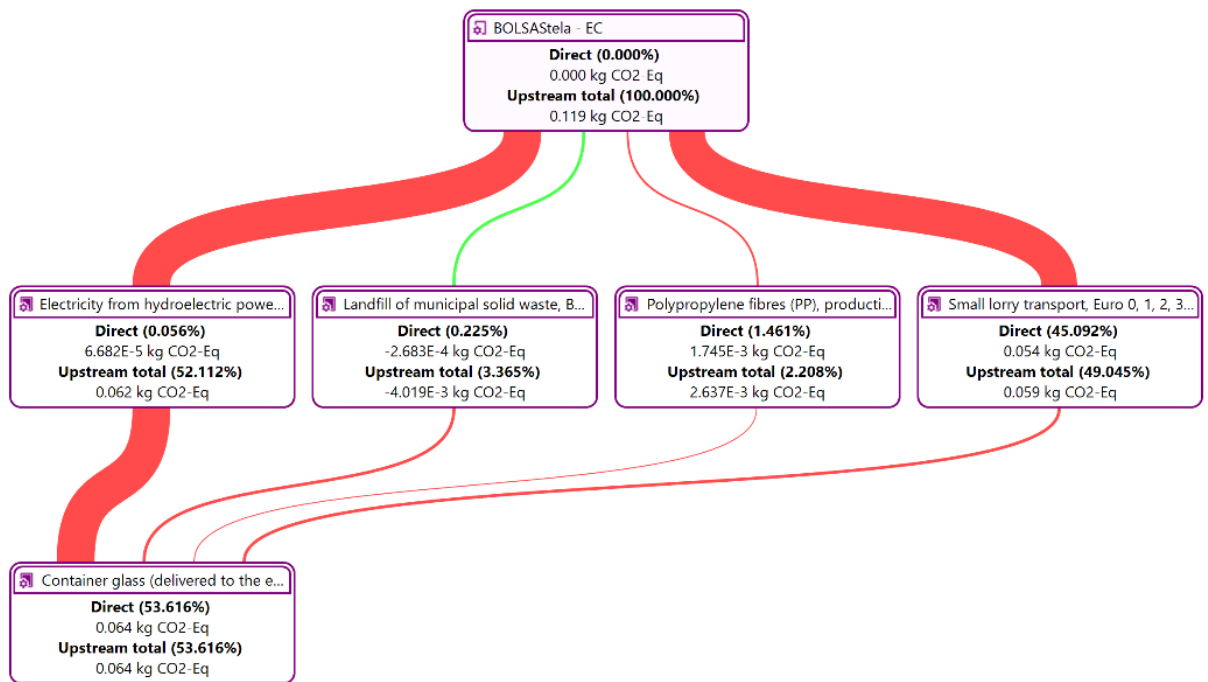 BOLSAStela - EC
Direct (0.000%)
0.000 kg CO2-Eq
Upstream total (100.000%)
0.119 kg CO2-Eq
Electricity from hydroelectric powe...
Direct (0.056%)
6.682E-5 kg CO2-Eq
Upstream total (52.112%)
0.062 kg CO2-Eq
Landfill of municipal solid waste, B...
Direct (0.225%)
-2.683E-4 kg CO2-Eq
Upstream total (3.365%)
-4.019E-3 kg CO2-Eq
Polypropylene fibres (PP), producti...
Direct (1.461%)
1.745E-3 kg CO2-Eq
Upstream total (2.208%)
2.637E-3 kg CO2-Eq
Small lorry transport, Euro 0, 1, 2, 3...
Direct (45.092%)
0.054 kg CO2-Eq
Upstream total (49.045%)
0.059 kg CO2-Eq
Container glass (delivered to the e...
Direct (53.616%)
0.064 kg CO2-Eq
Upstream total (53.616%)
0.064 kg CO2-Eq